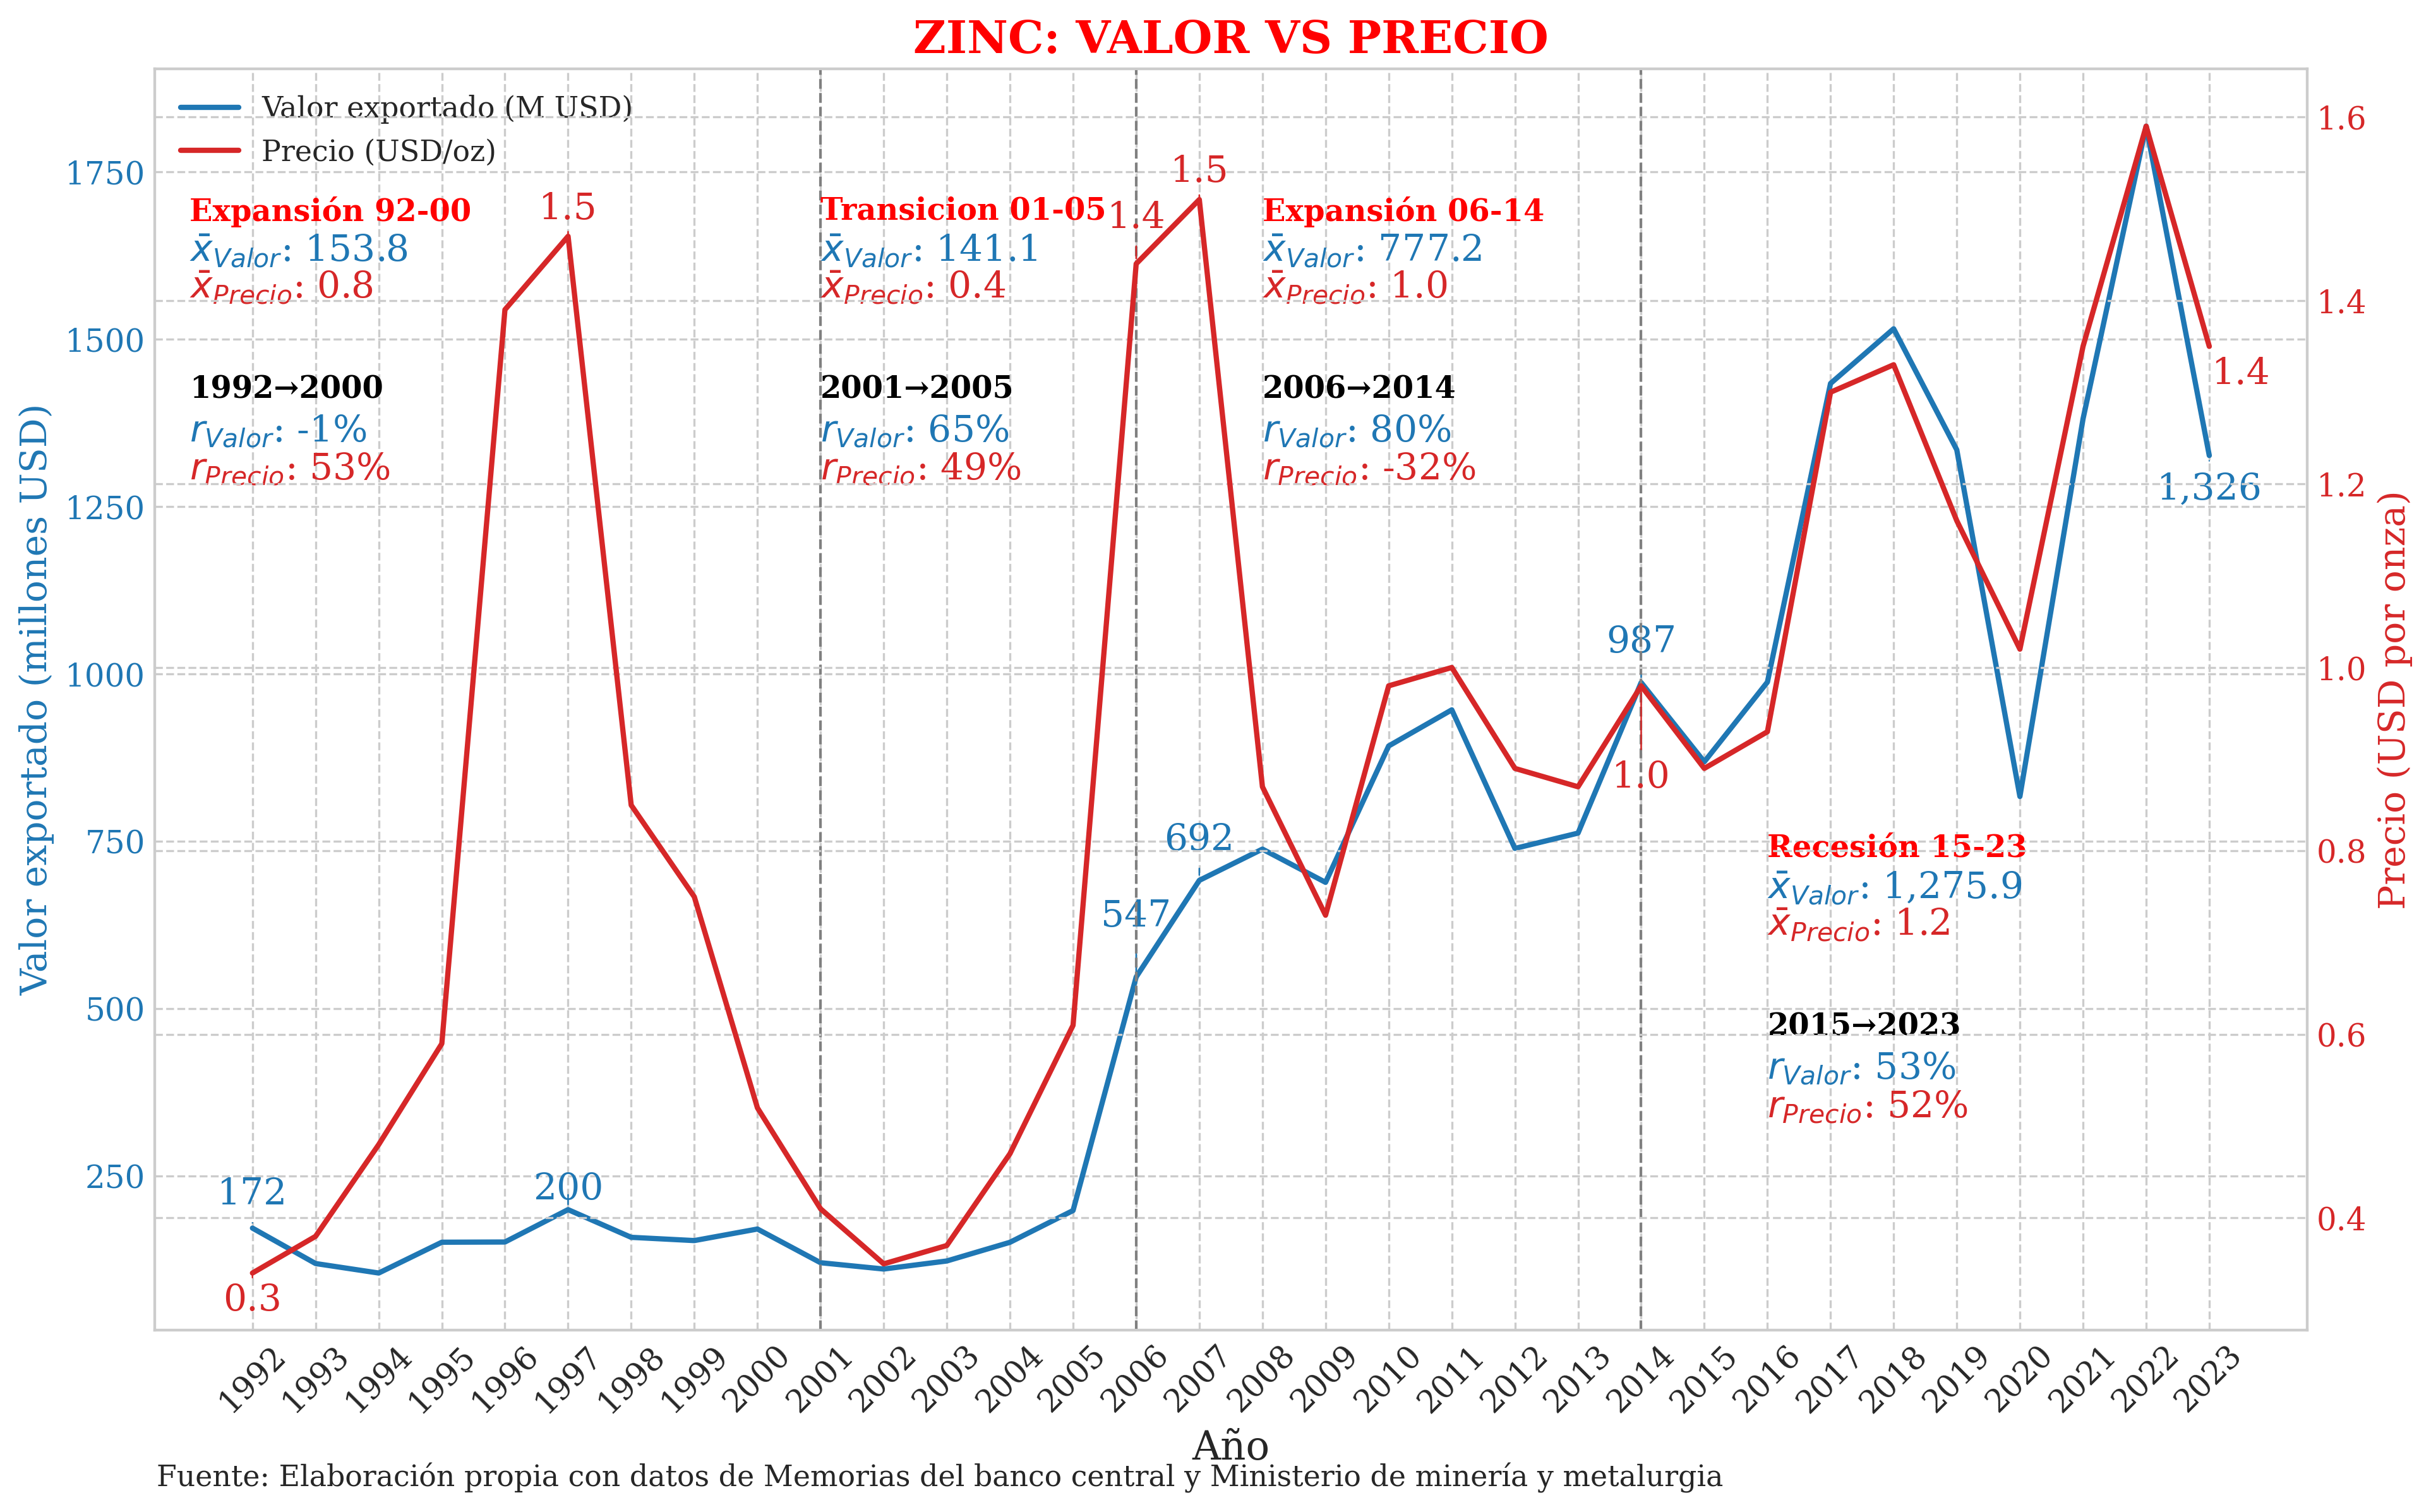 ZINC: VALOR VS PRECIO
Valor exportado (M USD)
Precio (USD/oz)
Expansión 92-00
x̄Valor: 153.8
x̄Precio: 0.8
1992→2000
rValor: -1%
rPrecio: 53%
1.5
Transicion 01-05
x̄Valor: 141.1
x̄Precio: 0.4
2001→2005
rValor: 65%
rPrecio: 49%
1.4
1.5
Expansión 06-14
x̄Valor: 777.2
x̄Precio: 1.0
2006→2014
rValor: 80%
rPrecio: -32%
1.4
1,326
987
1.0
692
547
Recesión 15-23
x̄Valor: 1,275.9
x̄Precio: 1.2
2015→2023
rValor: 53%
rPrecio: 52%
172
200
0.3
Valor exportado (millones USD)
1750
1500
1250
1000
750
500
250
Precio (USD por onza)
1.6
1.4
1.2
1.0
0.8
0.6
0.4
1992
1993
1994
1995
1996
1997
1998
1999
2000
2001
2002
2003
2004
2005
2006
2007
2008
2009
2010
2011
2012
2013
2014
2015
2016
2017
2018
2019
2020
2021
2022
2023
Año
Fuente: Elaboración propia con datos de Memorias del banco central y Ministerio de minería y metalurgia